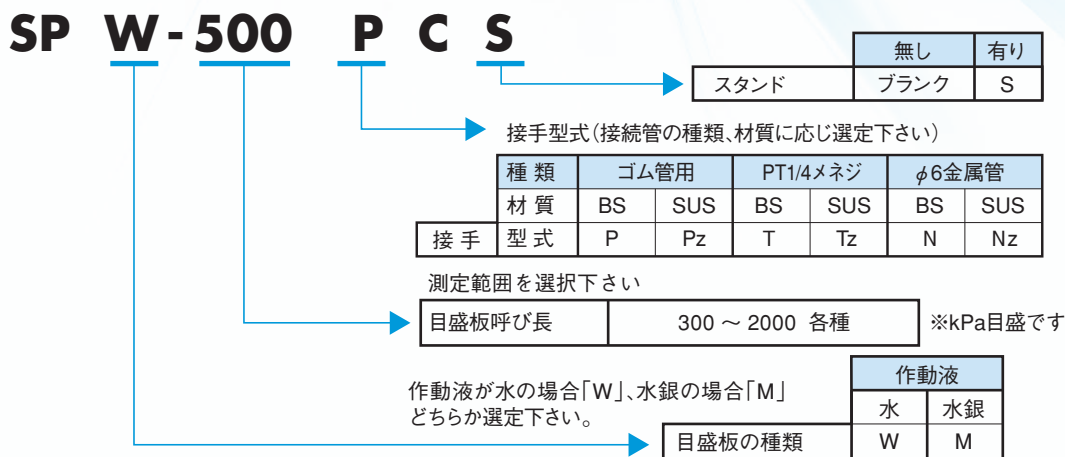 SP W-500 P C S
無し 有り
スタンド ブランク S
接手型式(接続管の種類、材質に応じ選定下さい)
種 類 ゴム管用 PT1/4メネジ φ6金属管
材 質 BS SUS BS SUS BS SUS
接 手 型 式 P Pz T Tz N Nz
測定範囲を選択下さい
目盛板呼び長 300 ～ 2000 各種 ※kPa目盛です
作動液
作動液が水の場合「W」、水銀の場合「M」
どちらか選定下さい。
水 水銀
目盛板の種類 W M